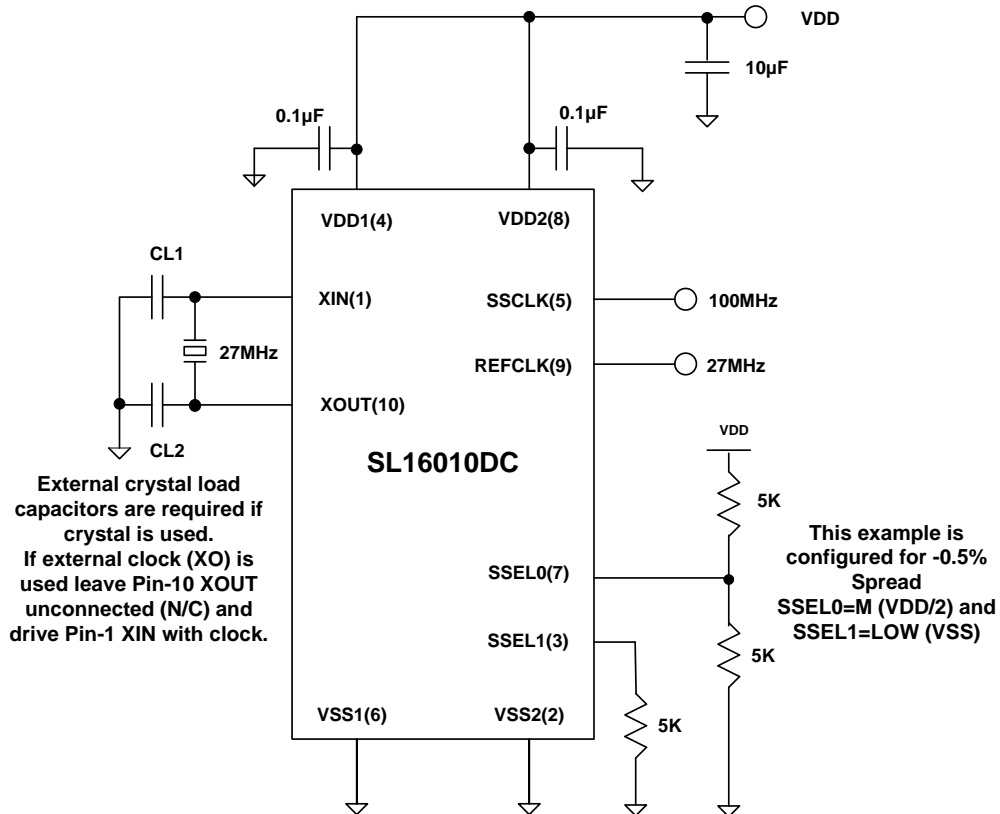 VDD
10µF
0.1µF
0.1µF
VDD1(4)
VDD2(8)
CL1
XIN(1)
SSCLK(5)
100MHz
27MHz
REFCLK(9)
27MHz
XOUT(10)
CL2
SL16010DC
VDD
External crystal load
capacitors are required if
crystal is used.
If external clock (XO) is
used leave Pin-10 XOUT
unconnected (N/C) and
drive Pin-1 XIN with clock.
5K
This example is
configured for -0.5%
Spread
SSEL0=M (VDD/2) and
SSEL1=LOW (VSS)
SSEL0(7)
SSEL1(3)
5K
VSS1(6)
VSS2(2)
5K